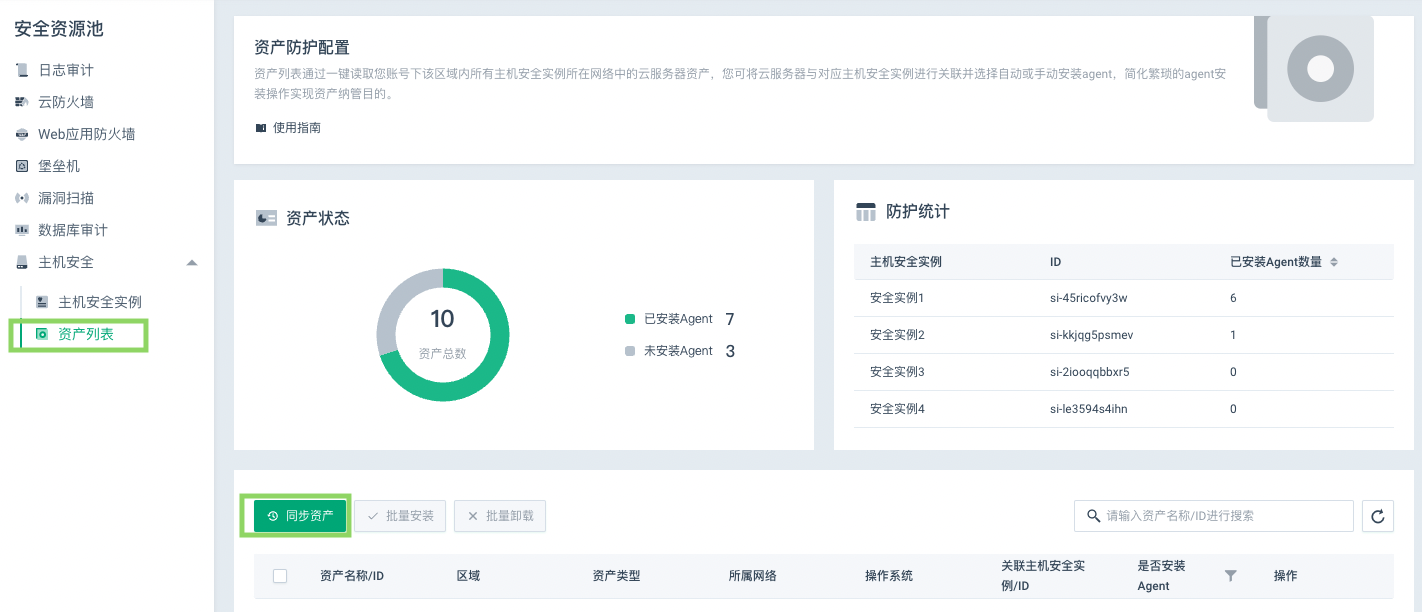 安全资源池
日志审计
云防火墙
Web应用防火墙
堡垒机
漏洞扫描
数据库审计
主机安全
主机安全实例
资产列表
资产防护配置
资产列表通过一键读取您账号下该区域内所有主机安全实例所在网络中的云服务器资产，您可将云服务器与对应主机安全实例进行关联并选择自动或手动安装agent，简化繁琐的agent安
装操作实现资产纳管目的。
使用指南
资产状态
10
资产总数
已安装Agent 7
未安装Agent 3
防护统计
主机安全实例 ID 已安装Agent数量
安全实例1 si-45ricofvy3w 6
安全实例2 si-kkjqg5psmev 1
安全实例3 si-2iooqqbbxr5 0
安全实例4 si-le3594s4ihn 0
同步资产 批量安装 批量卸载 请输入资产名称/ID进行搜索
资产名称/ID 区域 资产类型 所属网络 操作系统 关联主机安全实 是否安装 操作
例/ID Agent